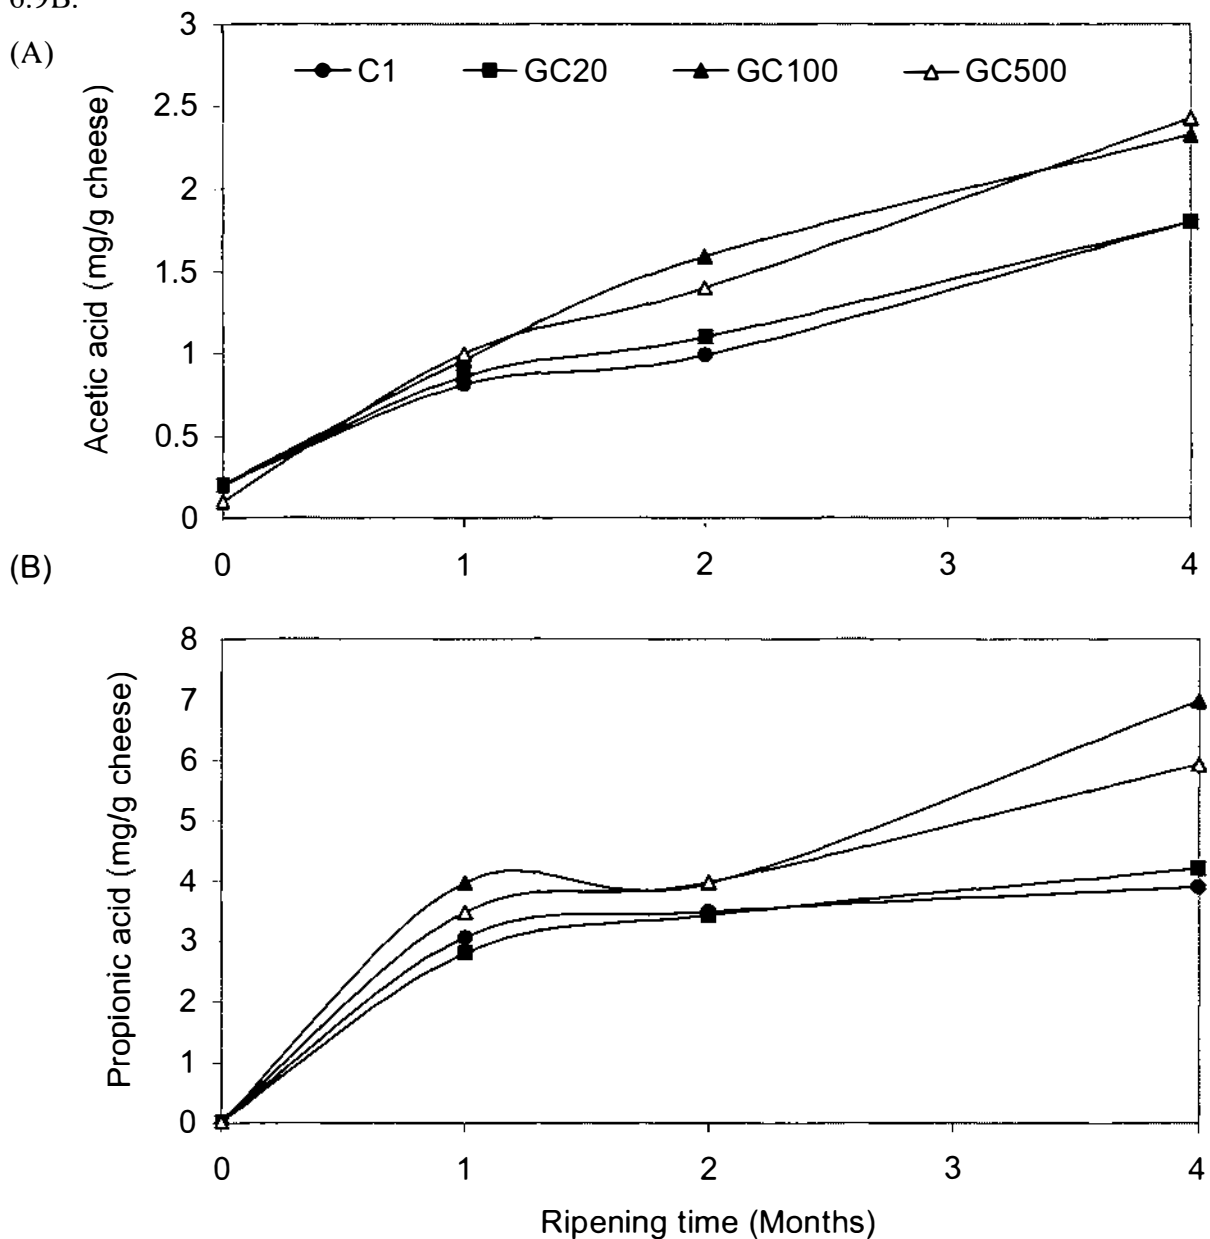 6.9B.
(A)
C1 GC20 GC100 GC500
Acetic acid (mg/g cheese)
3
2.5
2
1.5
1
0.5
0
0 1 2 3 4
(B)
Propionic acid (mg/g cheese)
8
7
6
5
4
3
2
1
0
0 1 2 3 4
Ripening time (Months)